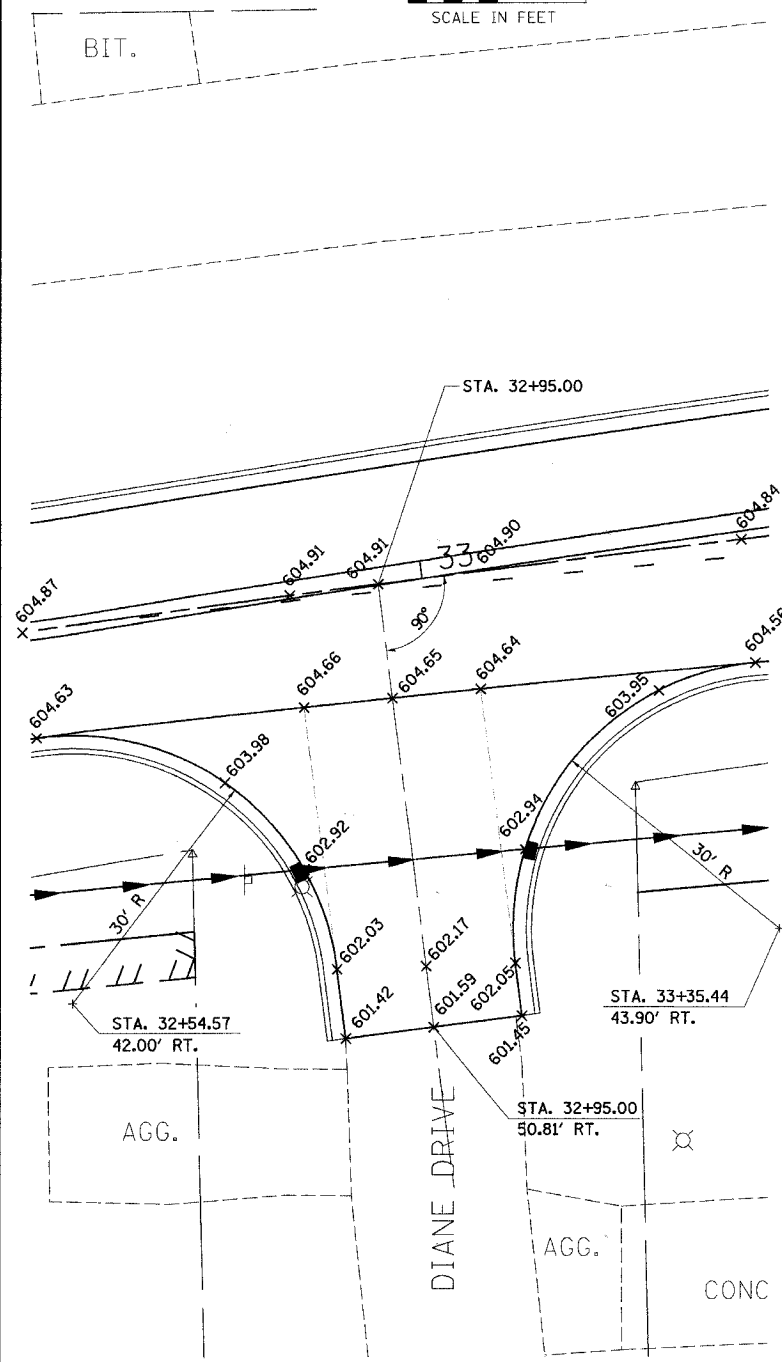 SCALE IN FEET
BIT.
STA. 32+95.00
604.84
33
604.90
604.91
604.91
604.87
90°
604.64
604.65
604.66
604.63
603.95
603.98
602.94
602.92
30' R
30' R
602.03
602.17
602.05
601.42
601.59
601.45
STA. 32+54.57
42.00' RT.
STA. 33+35.44
43.90' RT.
STA. 32+95.00
50.81' RT.
AGG.
DIANE DRIVE
AGG.
CONC